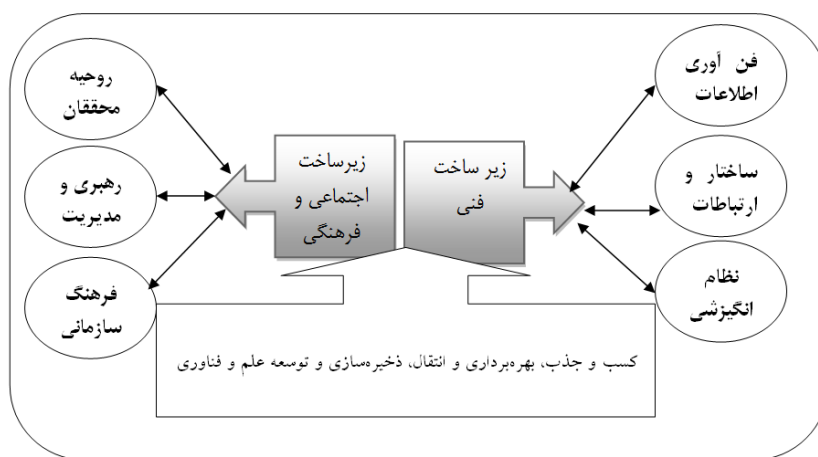 فن آوری
اطلاعات
ساختار و
ارتباطات
نظام
انگیزشی
زیر ساخت
فنی
زیرساخت
اجتماعی و
فرهنگی
روحیه
محققان
رهبری و
مدیریت
فرهنگ
سازمانی
کسب و جذب، بهره‌برداری و انتقال، ذخیره‌سازی و توسعه علم و فناوری